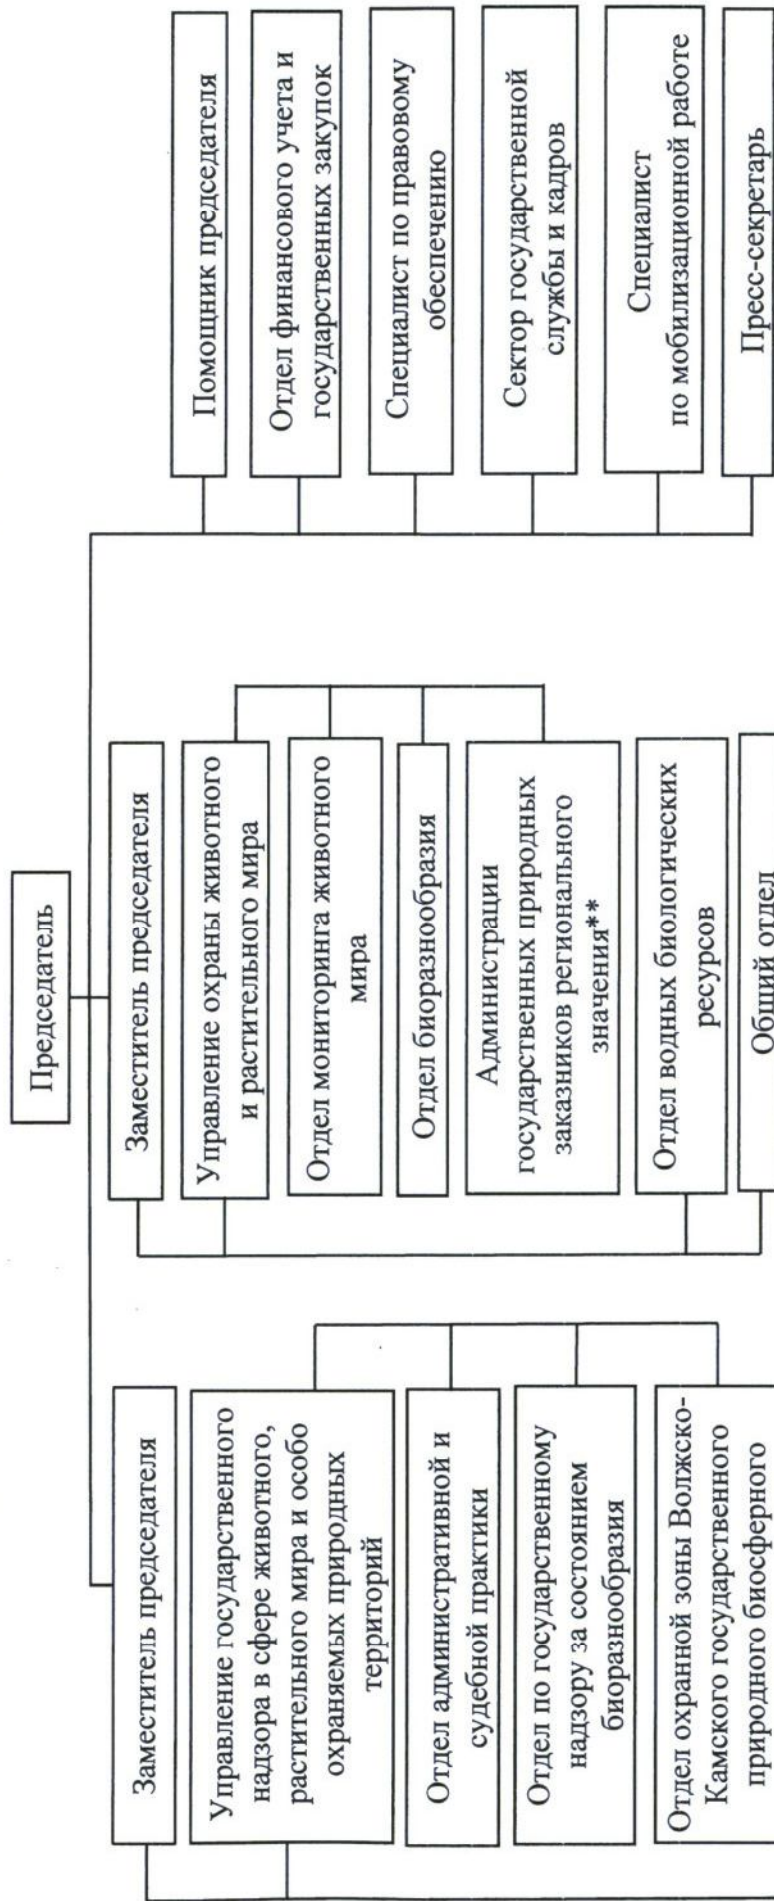 Председатель
Заместитель председателя
Управление государственного
надзора в сфере животного,
растительного мира и особо
охраняемых природных
территорий
Отдел административной и
судебной практики
Отдел по государственному
надзору за состоянием
биоразнообразия
Отдел охранной зоны Волжско-
Камского государственного
природного биосферного
Заместитель председателя
Управление охраны животного
и растительного мира
Отдел мониторинга животного
мира
Отдел биоразнообразия
Администрации
государственных природных
заказников регионального
значения**
Отдел водных биологических
ресурсов
Общий отдел
Помощник председателя
Отдел финансового учета и
государственных закупок
Специалист по правовому
обеспечению
Сектор государственной
службы и кадров
Специалист
по мобилизационной работе
Пресс-секретарь